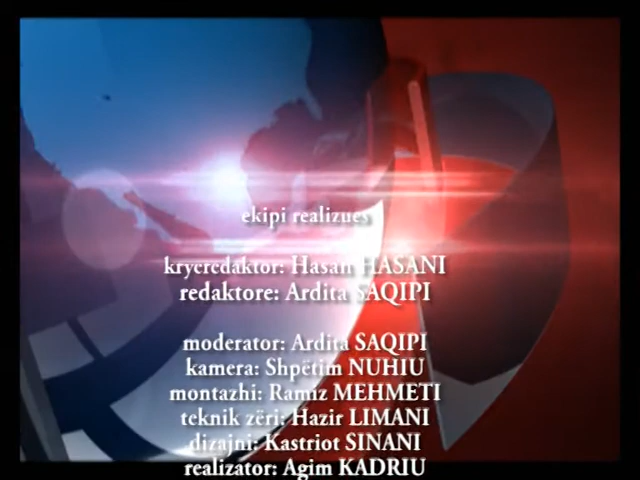 ekipi realizues
kryeredaktor: Hasan HASANI
redaktore: Ardita SAQIPI
moderator: Ardita SAQIPI
kamera: Shpëtim NUHIU
montazhi: Ramiz MEHMETI
teknik zëri: Hazir LIMANI
dizajni: Kastriot SINANI
realizator: Agim KADRIU